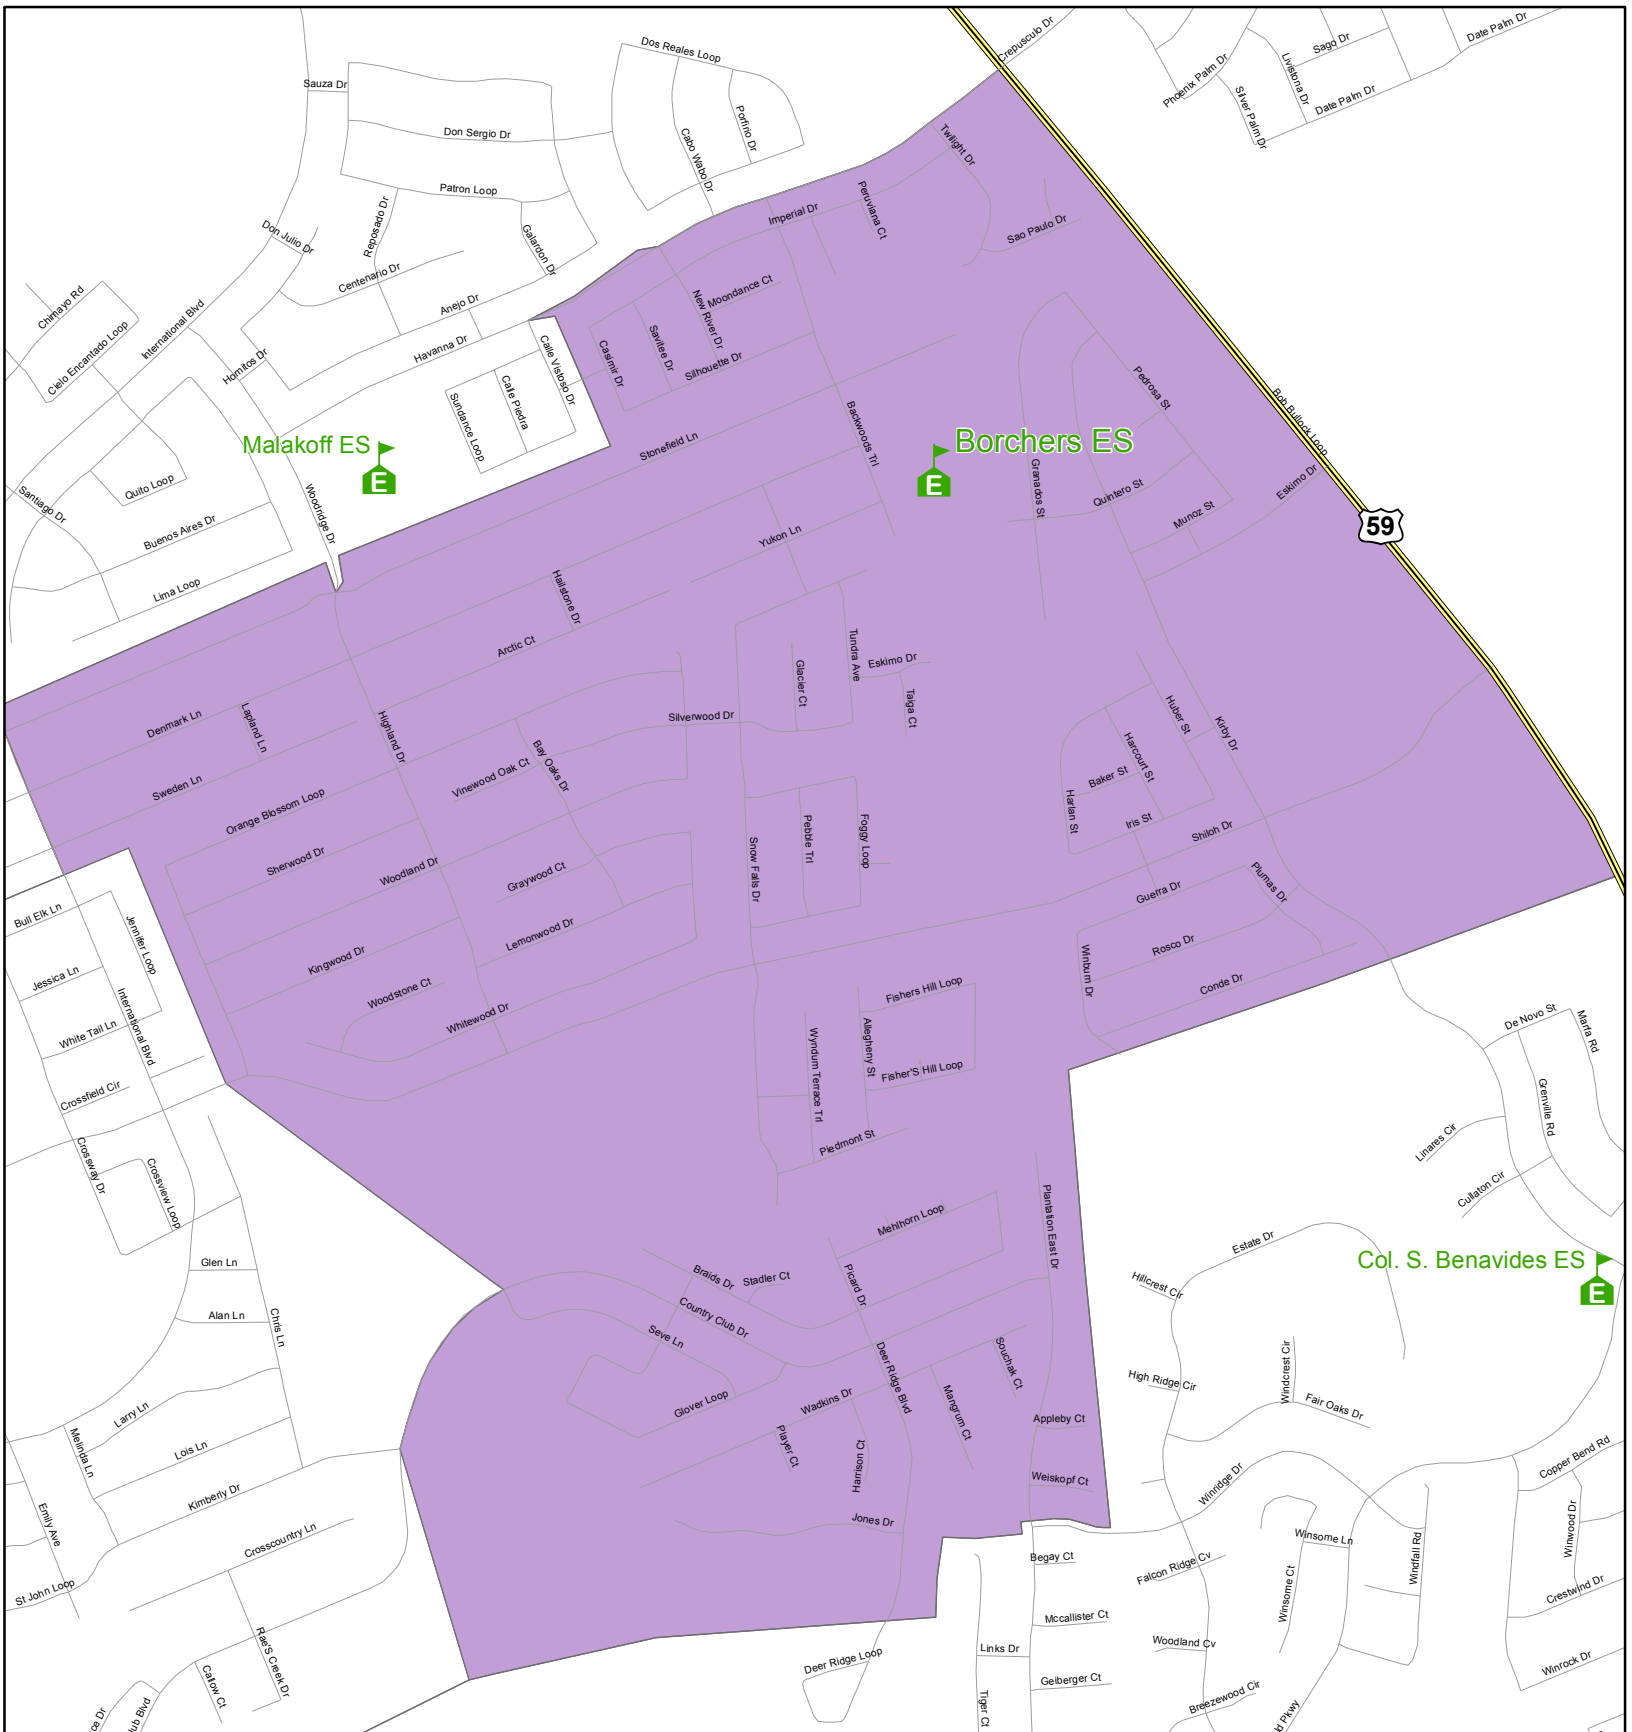 Crepusculo Dr
Date Palm Dr
Sago Dr
Livistona Dr
Phoenix Palm Dr
Silver Palm Dr
Date Palm Dr
Dos Reales Loop
Sauza Dr
Don Sergio Dr
Porfirio Dr
Cabo Wabo Dr
Twilight Dr
Patron Loop
Reposado Dr
Don Julio Dr
Galardon Dr
Imperial Dr
Peruviana Ct
Sao Paulo Dr
Centenario Dr
Anejo Dr
Moondance Ct
New River Dr
Chimayo Rd
International Blvd
Cielo Encantado Loop
Hornitos Dr
Havanna Dr
Calle Vistoso Dr
Casimir Dr
Savitee Dr
Silhouette Dr
Calle Piedra
Sundance Loop
Pedrosa St
Bob Bullock Loop
Malakoff ES
E
Stonefield Ln
Backwoods Trl
Borchers ES
E
Granados St
Quintero St
Eskimo Dr
Munoz St
59
Quito Loop
Santiago Dr
Buenos Aires Dr
Woodridge Dr
Lima Loop
Yukon Ln
Hailstone Dr
Arctic Ct
Tundra Ave
Glacier Ct
Eskimo Dr
Taiga Ct
Denmark Ln
Lapland Ln
Highland Dr
Silverwood Dr
Huber St
Kirby Dr
Sweden Ln
Bay Oaks Dr
Vinewood Oak Ct
Harcourt St
Baker St
Harlan St
Iris St
Shiloh Dr
Orange Blossom Loop
Sherwood Dr
Woodland Dr
Graywood Ct
Snow Falls Dr
Pebble Trl
Foggy Loop
Guerra Dr
Plumas Dr
Bull Elk Ln
Jennifer Loop
Lemonwood Dr
Kingwood Dr
Rosco Dr
Winburn Dr
Conde Dr
Jessica Ln
International Blvd
White Tail Ln
Woodstone Ct
Whitewood Dr
Fishers Hill Loop
Allegheny St
Wyndum Terrace Trl
Fisher'S Hill Loop
De Novo St
Marfa Rd
Grenville Rd
Crossfield Cir
Piedmont St
Linares Cir
Crossway Dr
Crossview Loop
Cullaton Cir
Mehlhorn Loop
Plantation East Dr
Estate Dr
Col. S. Benavides ES
E
Glen Ln
Braids Dr
Stadler Ct
Picard Dr
Hillcrest Cir
Alan Ln
Chris Ln
Country Club Dr
Seve Ln
Deer Ridge Blvd
Souchak Ct
Windcrest Cir
High Ridge Cir
Fair Oaks Dr
Larry Ln
Glover Loop
Wadkins Dr
Mangrum Ct
Appleby Ct
Melinda Ln
Lois Ln
Player Ct
Harrison Ct
Weiskopf Ct
Copper Bend Rd
Winridge Dr
Kimberly Dr
Emily Ave
Jones Dr
Winwood Dr
Crosscountry Ln
Winsome Ln
Windfall Rd
Begay Ct
Falcon Ridge Cv
Winsome Ct
St John Loop
Crestwind Dr
Mccallister Ct
Rae'S Creek Dr
Links Dr
Woodland Cv
Deer Ridge Loop
Winrock Dr
Callow Ct
Geiberger Ct
Tiger Ct
Breezewood Cir
ce Dr
ub Blvd
d Pkwy